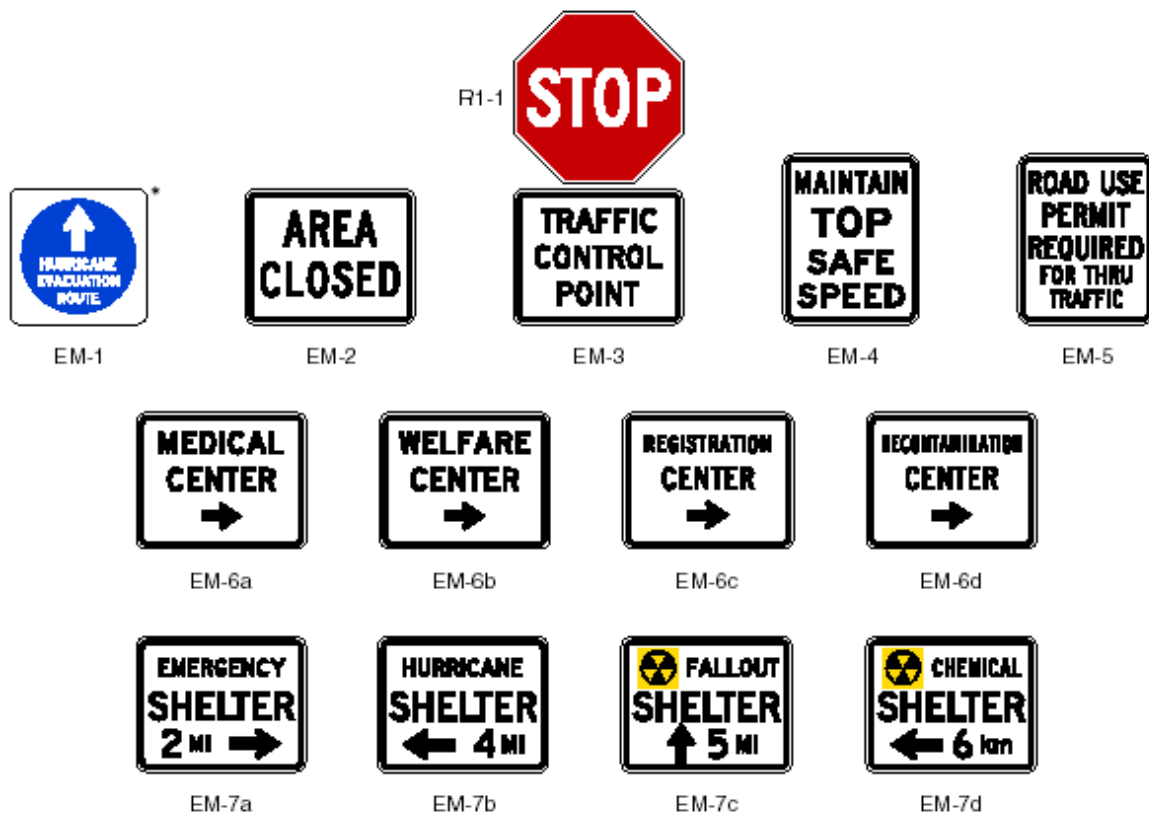 STOP
R1-1
*
HURRICANE
EVACUATION
ROUTE
EM-1
AREA
CLOSED
EM-2
TRAFFIC
CONTROL
POINT
EM-3
MAINTAIN
TOP
SAFE
SPEED
EM-4
ROAD USE
PERMIT
REQUIRED
FOR THRU
TRAFFIC
EM-5
MEDICAL
CENTER
EM-6a
WELFARE
CENTER
EM-6b
REGISTRATION
CENTER
EM-6c
DECONTAMINATION
CENTER
EM-6d
EMERGENCY
SHELTER
2 MI
EM-7a
HURRICANE
SHELTER
4 MI
EM-7b
FALLOUT
SHELTER
5 MI
EM-7c
CHEMICAL
SHELTER
6 km
EM-7d